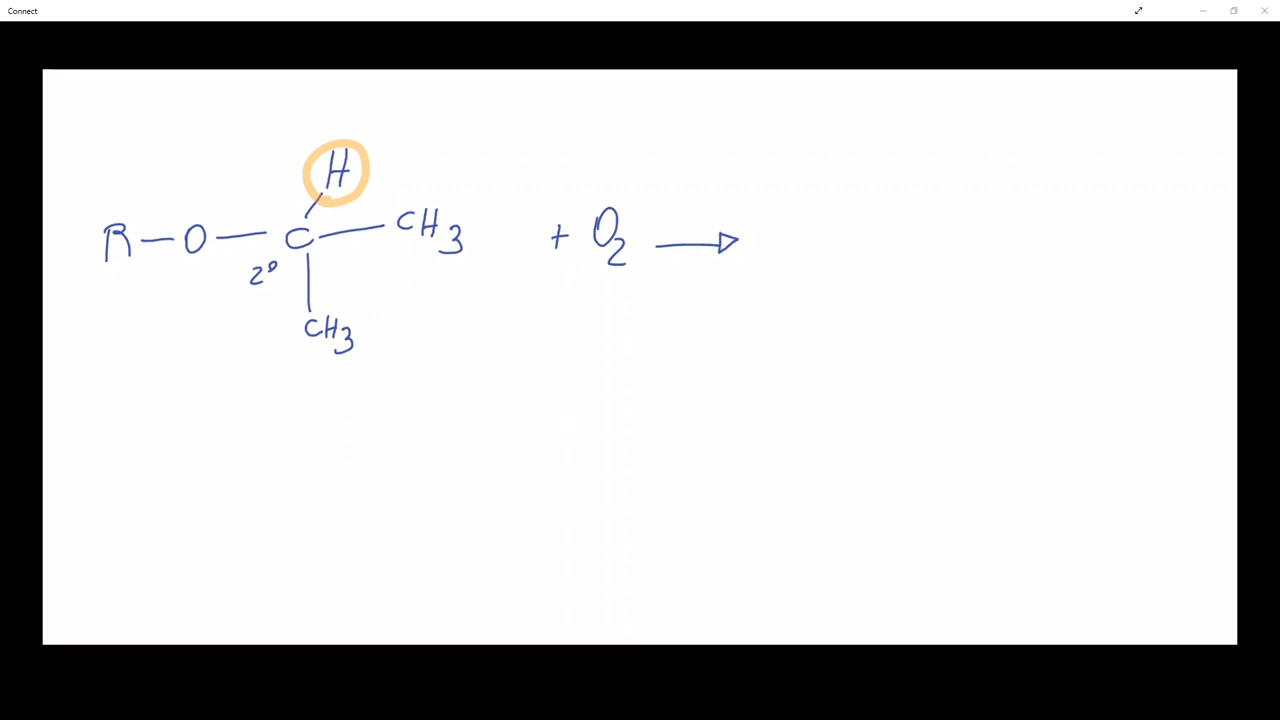 Connect
H
R-O-C-CH3 + O2 →
2°
CH3